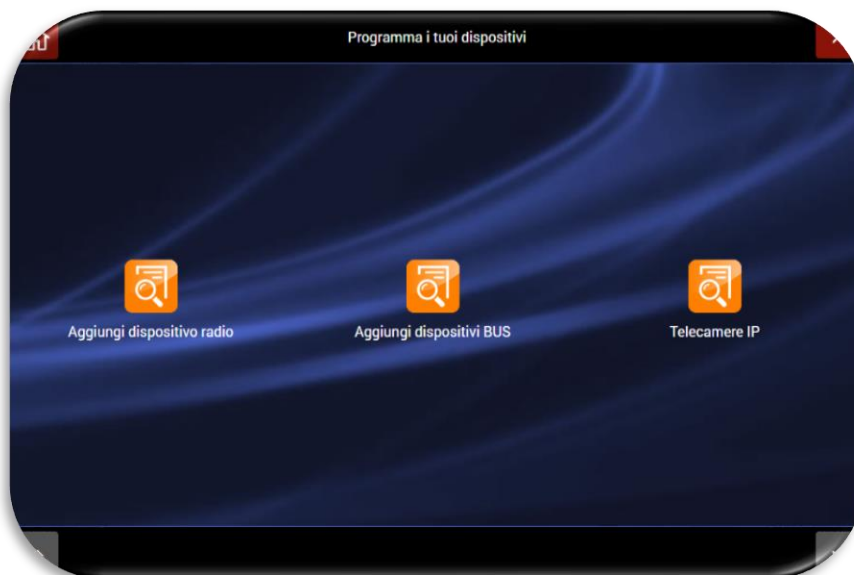 Programma i tuoi dispositivi
Aggiungi dispositivo radio
Aggiungi dispositivi BUS
Telecamere IP